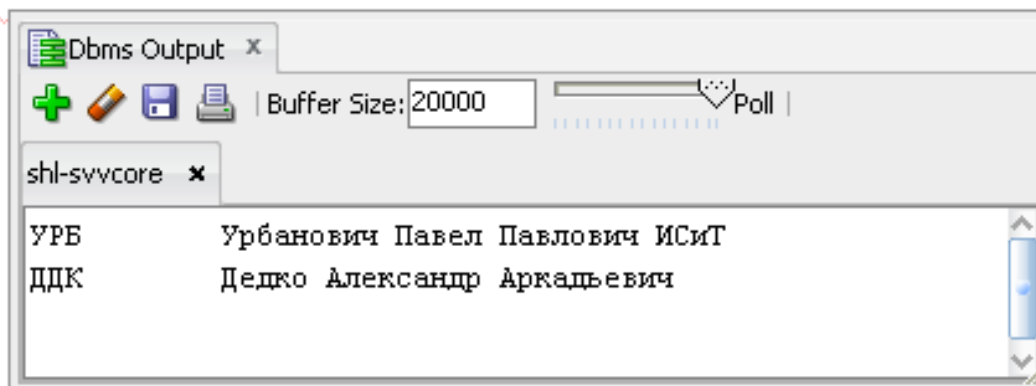 Dbms Output x
Buffer Size: 20000 Poll
shl-svvcore x
УРБ Урбанович Павел Павлович ИСиТ
ДДК Дедко Александр Аркадьевич